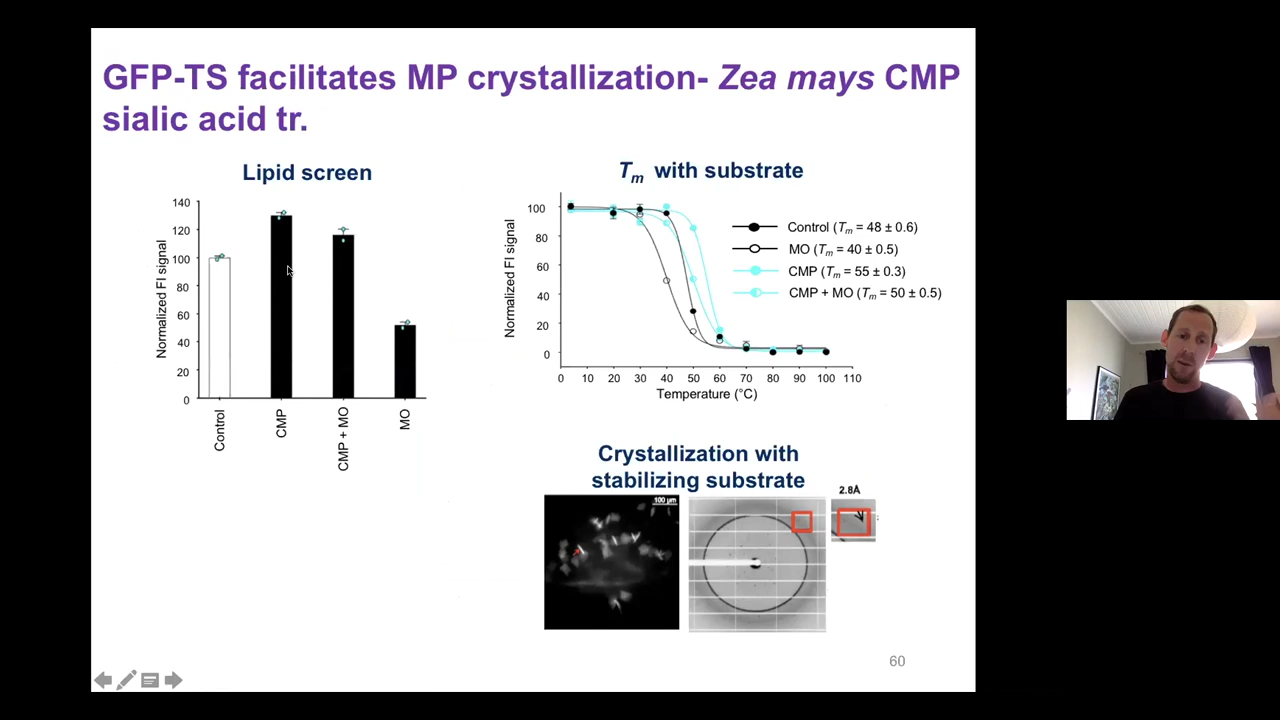 GFP-TS facilitates MP crystallization- Zea mays CMP
sialic acid tr.
Lipid screen
Normalized FI signal
140
120
100
80
60
40
20
0
Control
CMP
CMP + MO
MO
Tm with substrate
Normalized FI signal
100
80
60
40
20
0
0 10 20 30 40 50 60 70 80 90 100 110
Temperature (°C)
Control (Tm = 48 ± 0.6)
MO (Tm = 40 ± 0.5)
CMP (Tm = 55 ± 0.3)
CMP + MO (Tm = 50 ± 0.5)
Crystallization with
stabilizing substrate
100 µm
2.8Å
60